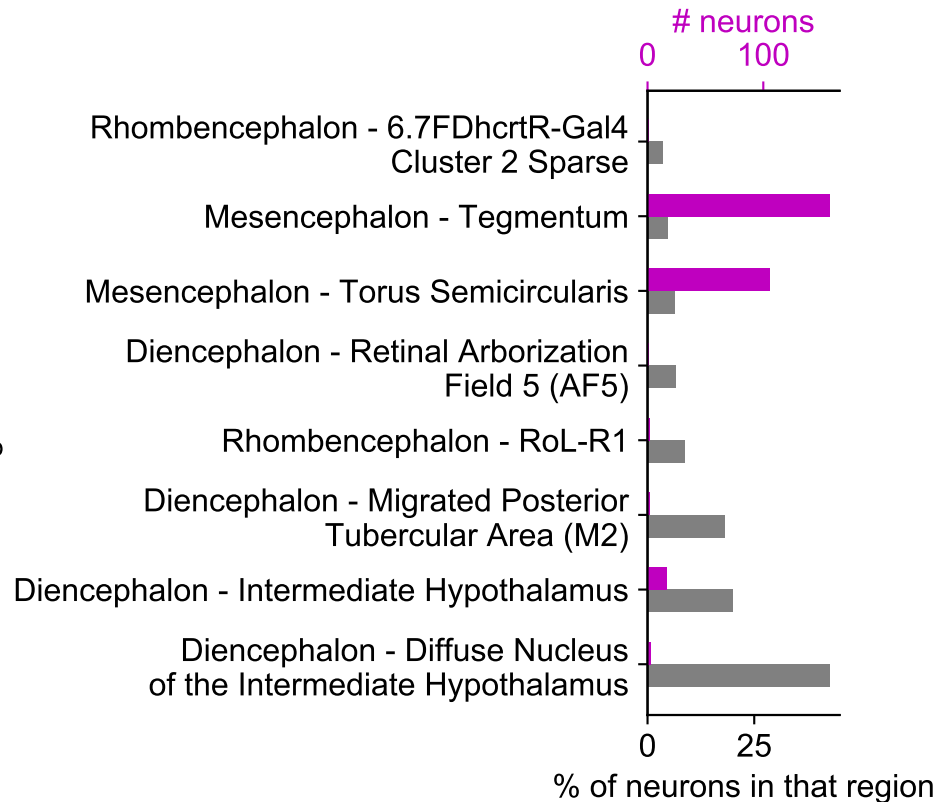 # neurons
0 100
Rhombencephalon - 6.7FDhcrtR-Gal4
Cluster 2 Sparse
Mesencephalon - Tegmentum
Mesencephalon - Torus Semicircularis
Diencephalon - Retinal Arborization
Field 5 (AF5)
Rhombencephalon - RoL-R1
Diencephalon - Migrated Posterior
Tubercular Area (M2)
Diencephalon - Intermediate Hypothalamus
Diencephalon - Diffuse Nucleus
of the Intermediate Hypothalamus
0 25
% of neurons in that region